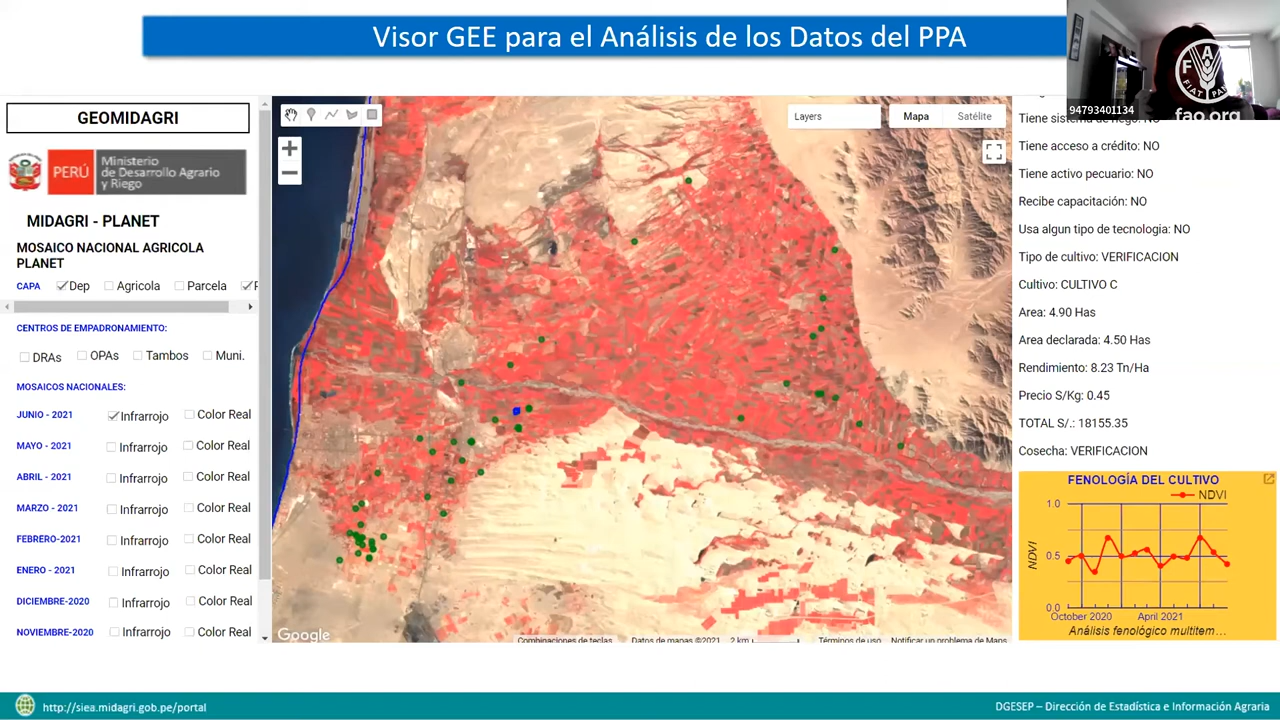 Visor GEE para el Análisis de los Datos del PPA
94793401134
FIAT PAN
fao.org
GEOMIDAGRI
PERÚ
Ministerio
de Desarrollo Agrario
y Riego
MIDAGRI - PLANET
MOSAICO NACIONAL AGRICOLA
PLANET
CAPA Dep Agricola Parcela
CENTROS DE EMPADRONAMIENTO:
DRAs OPAs Tambos Muni.
MOSAICOS NACIONALES:
JUNIO - 2021 Infrarrojo Color Real
MAYO - 2021 Infrarrojo Color Real
ABRIL - 2021 Infrarrojo Color Real
MARZO - 2021 Infrarrojo Color Real
FEBRERO-2021 Infrarrojo Color Real
ENERO - 2021 Infrarrojo Color Real
DICIEMBRE-2020 Infrarrojo Color Real
NOVIEMBRE-2020 Infrarrojo Color Real
Layers Mapa Satélite
Google
Combinaciones de teclas Datos de mapas ©2021 2 km Términos de uso Notificar un problema de Maps
Tiene sistema de riego: NO
Tiene acceso a crédito: NO
Tiene activo pecuario: NO
Recibe capacitación: NO
Usa algun tipo de tecnologia: NO
Tipo de cultivo: VERIFICACION
Cultivo: CULTIVO C
Area: 4.90 Has
Area declarada: 4.50 Has
Rendimiento: 8.23 Tn/Ha
Precio S/Kg: 0.45
TOTAL S/.: 18155.35
Cosecha: VERIFICACION
FENOLOGÍA DEL CULTIVO
NDVI
1.0
0.5
0.0
NDVI
October 2020 April 2021
Análisis fenológico multitem...
http://siea.midagri.gob.pe/portal
DGESEP – Dirección de Estadística e Información Agraria